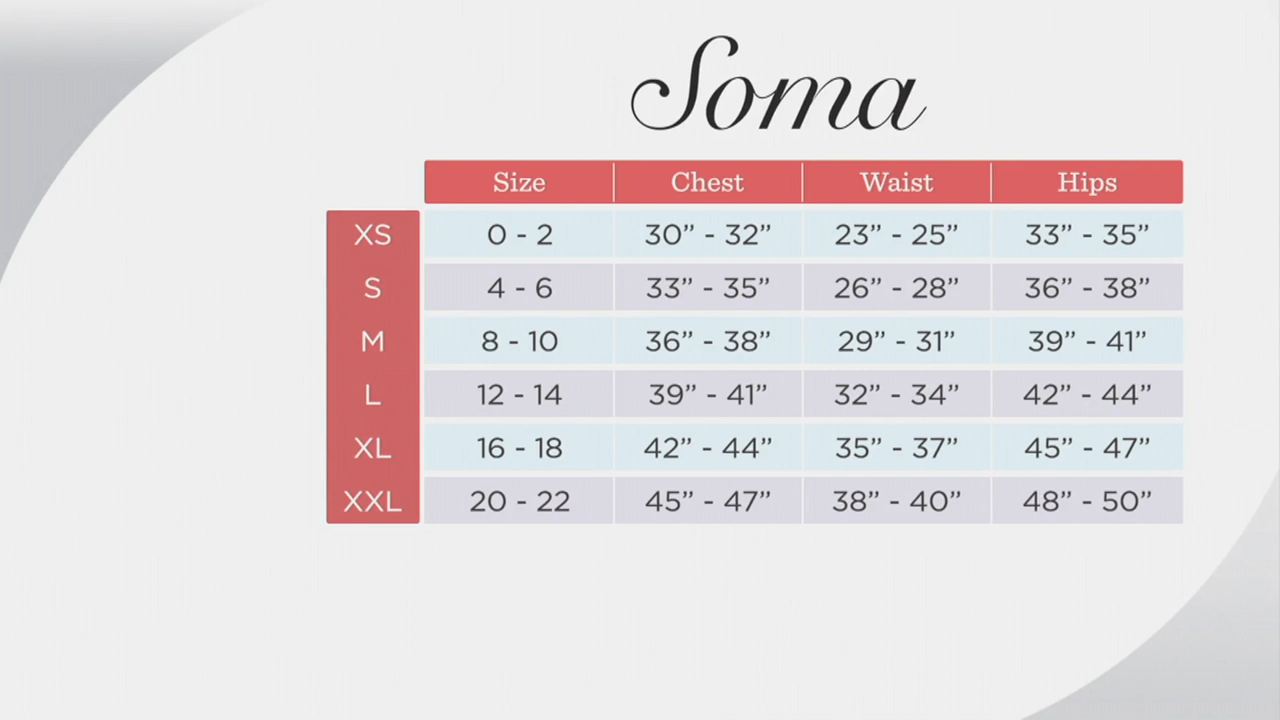 Soma
Size Chest Waist Hips
XS 0 - 2 30” - 32” 23” - 25” 33” - 35”
S 4 - 6 33” - 35” 26” - 28” 36” - 38”
M 8 - 10 36” - 38” 29” - 31” 39” - 41”
L 12 - 14 39” - 41” 32” - 34” 42” - 44”
XL 16 - 18 42” - 44” 35” - 37” 45” - 47”
XXL 20 - 22 45” - 47” 38” - 40” 48” - 50”